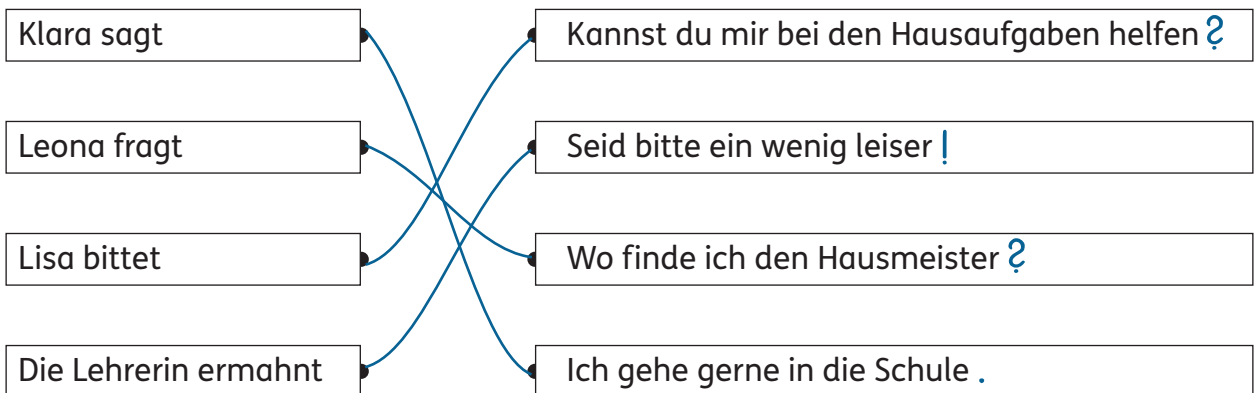 Klara sagt
Kannst du mir bei den Hausaufgaben helfen ?
Leona fragt
Seid bitte ein wenig leiser !
Lisa bittet
Wo finde ich den Hausmeister ?
Die Lehrerin ermahnt
Ich gehe gerne in die Schule .